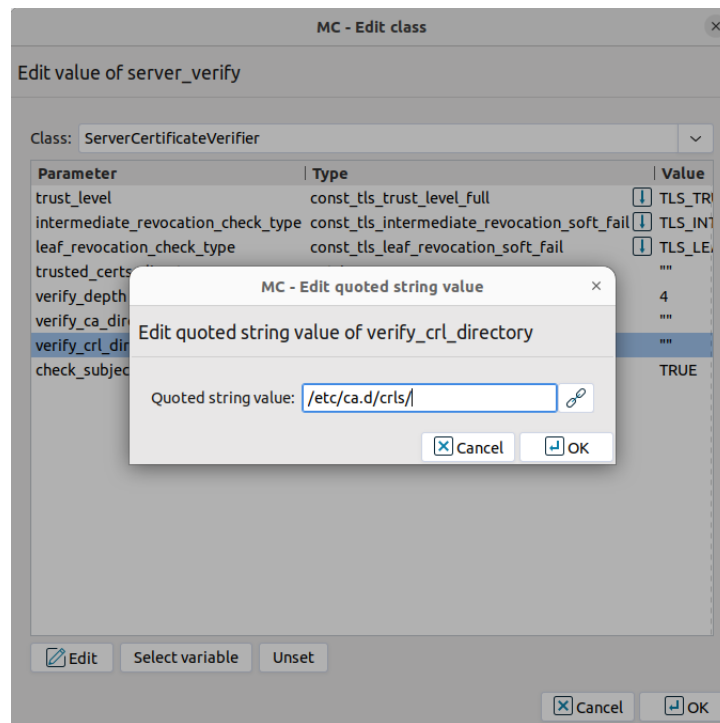 MC - Edit class
Edit value of server_verify
Class: ServerCertificateVerifier
Parameter Type Value
trust_level const_tls_trust_level_full TLS_TR
intermediate_revocation_check_type const_tls_intermediate_revocation_soft_fail TLS_INT
leaf_revocation_check_type const_tls_leaf_revocation_soft_fail TLS_LEA
trusted_certs ""
verify_depth 4
verify_ca_dir ""
verify_crl_dir ""
check_subjec TRUE
MC - Edit quoted string value
Edit quoted string value of verify_crl_directory
Quoted string value: /etc/ca.d/crls/
Cancel OK
Edit Select variable Unset
Cancel OK